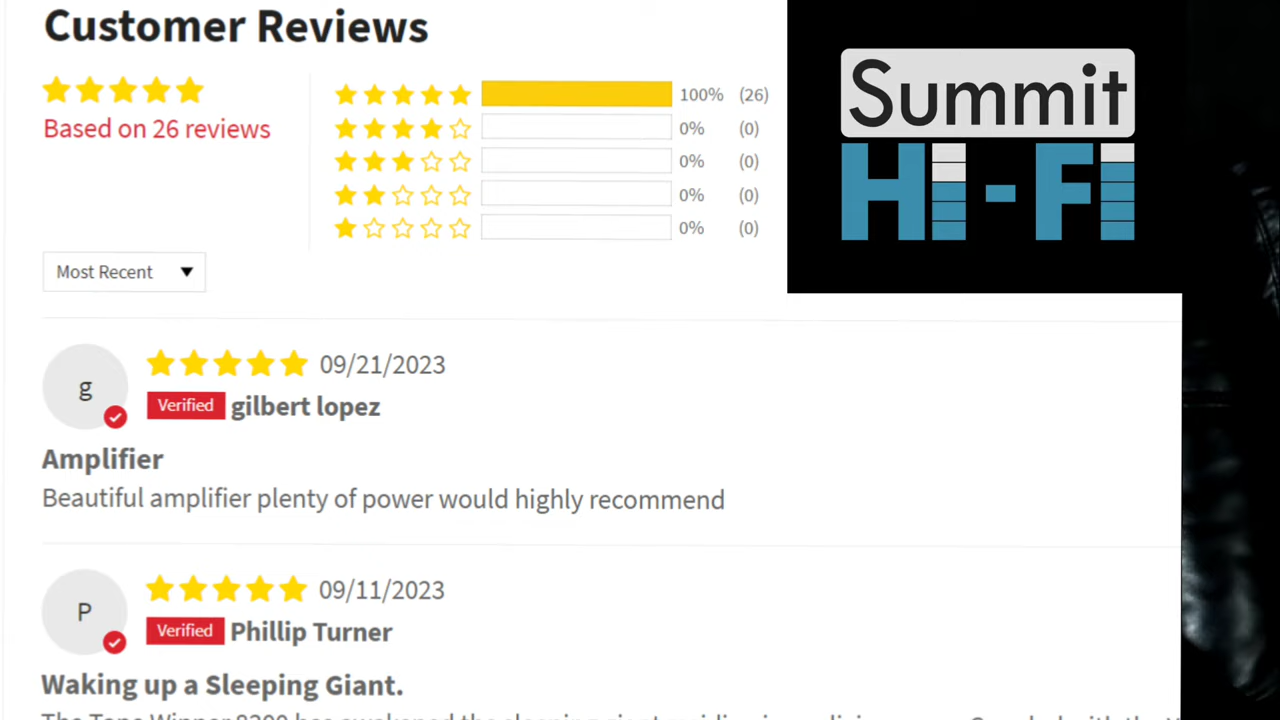 Customer Reviews
Based on 26 reviews
100% (26)
0% (0)
0% (0)
0% (0)
0% (0)
Summit
Hi-Fi
Most Recent
g
09/21/2023
Verified gilbert lopez
Amplifier
Beautiful amplifier plenty of power would highly recommend
P
09/11/2023
Verified Phillip Turner
Waking up a Sleeping Giant.